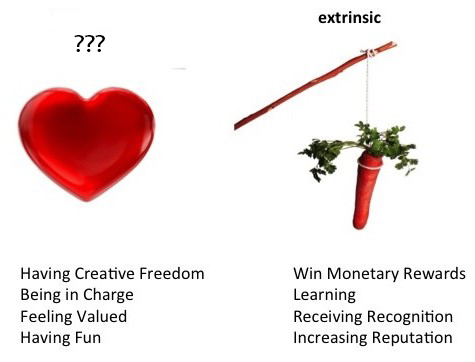 ???
extrinsic
Having Creative Freedom
Being in Charge
Feeling Valued
Having Fun
Win Monetary Rewards
Learning
Receiving Recognition
Increasing Reputation